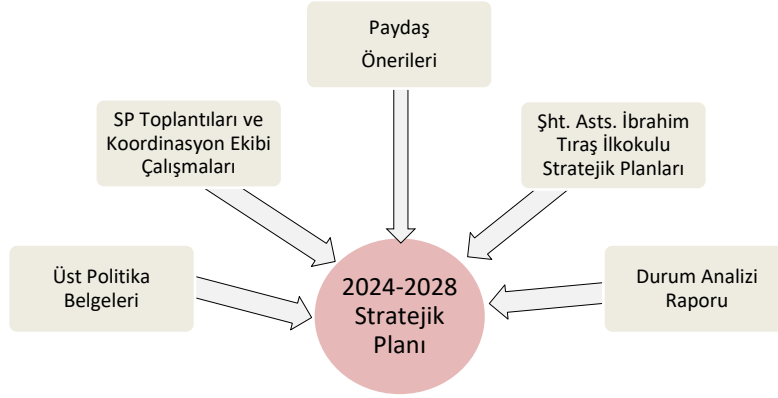 Paydaş
Önerileri
SP Toplantıları ve
Koordinasyon Ekibi
Çalışmaları
Şht. Asts. İbrahim
Tıraş İlkokulu
Stratejik Planları
Üst Politika
Belgeleri
2024-2028
Stratejik
Planı
Durum Analizi
Raporu